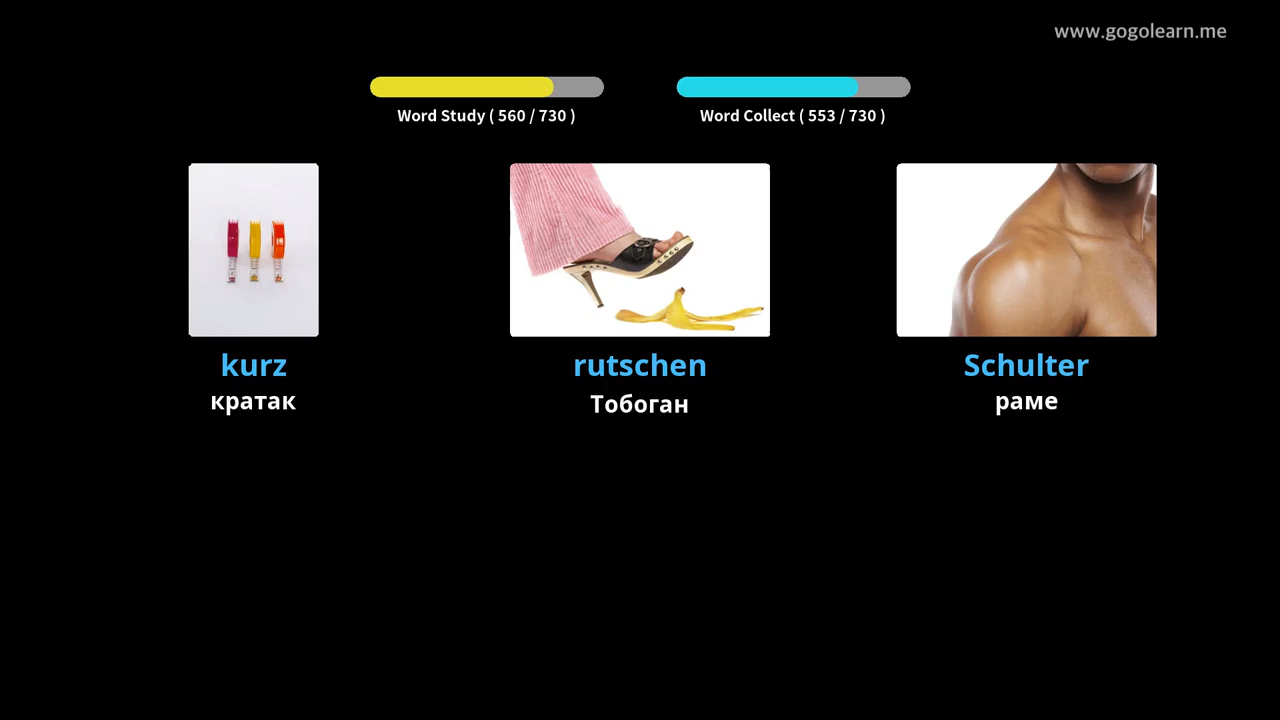 www.gogolearn.me
Word Study ( 560 / 730 )
Word Collect ( 553 / 730 )
kurz
кратак
rutschen
Тобоган
Schulter
раме